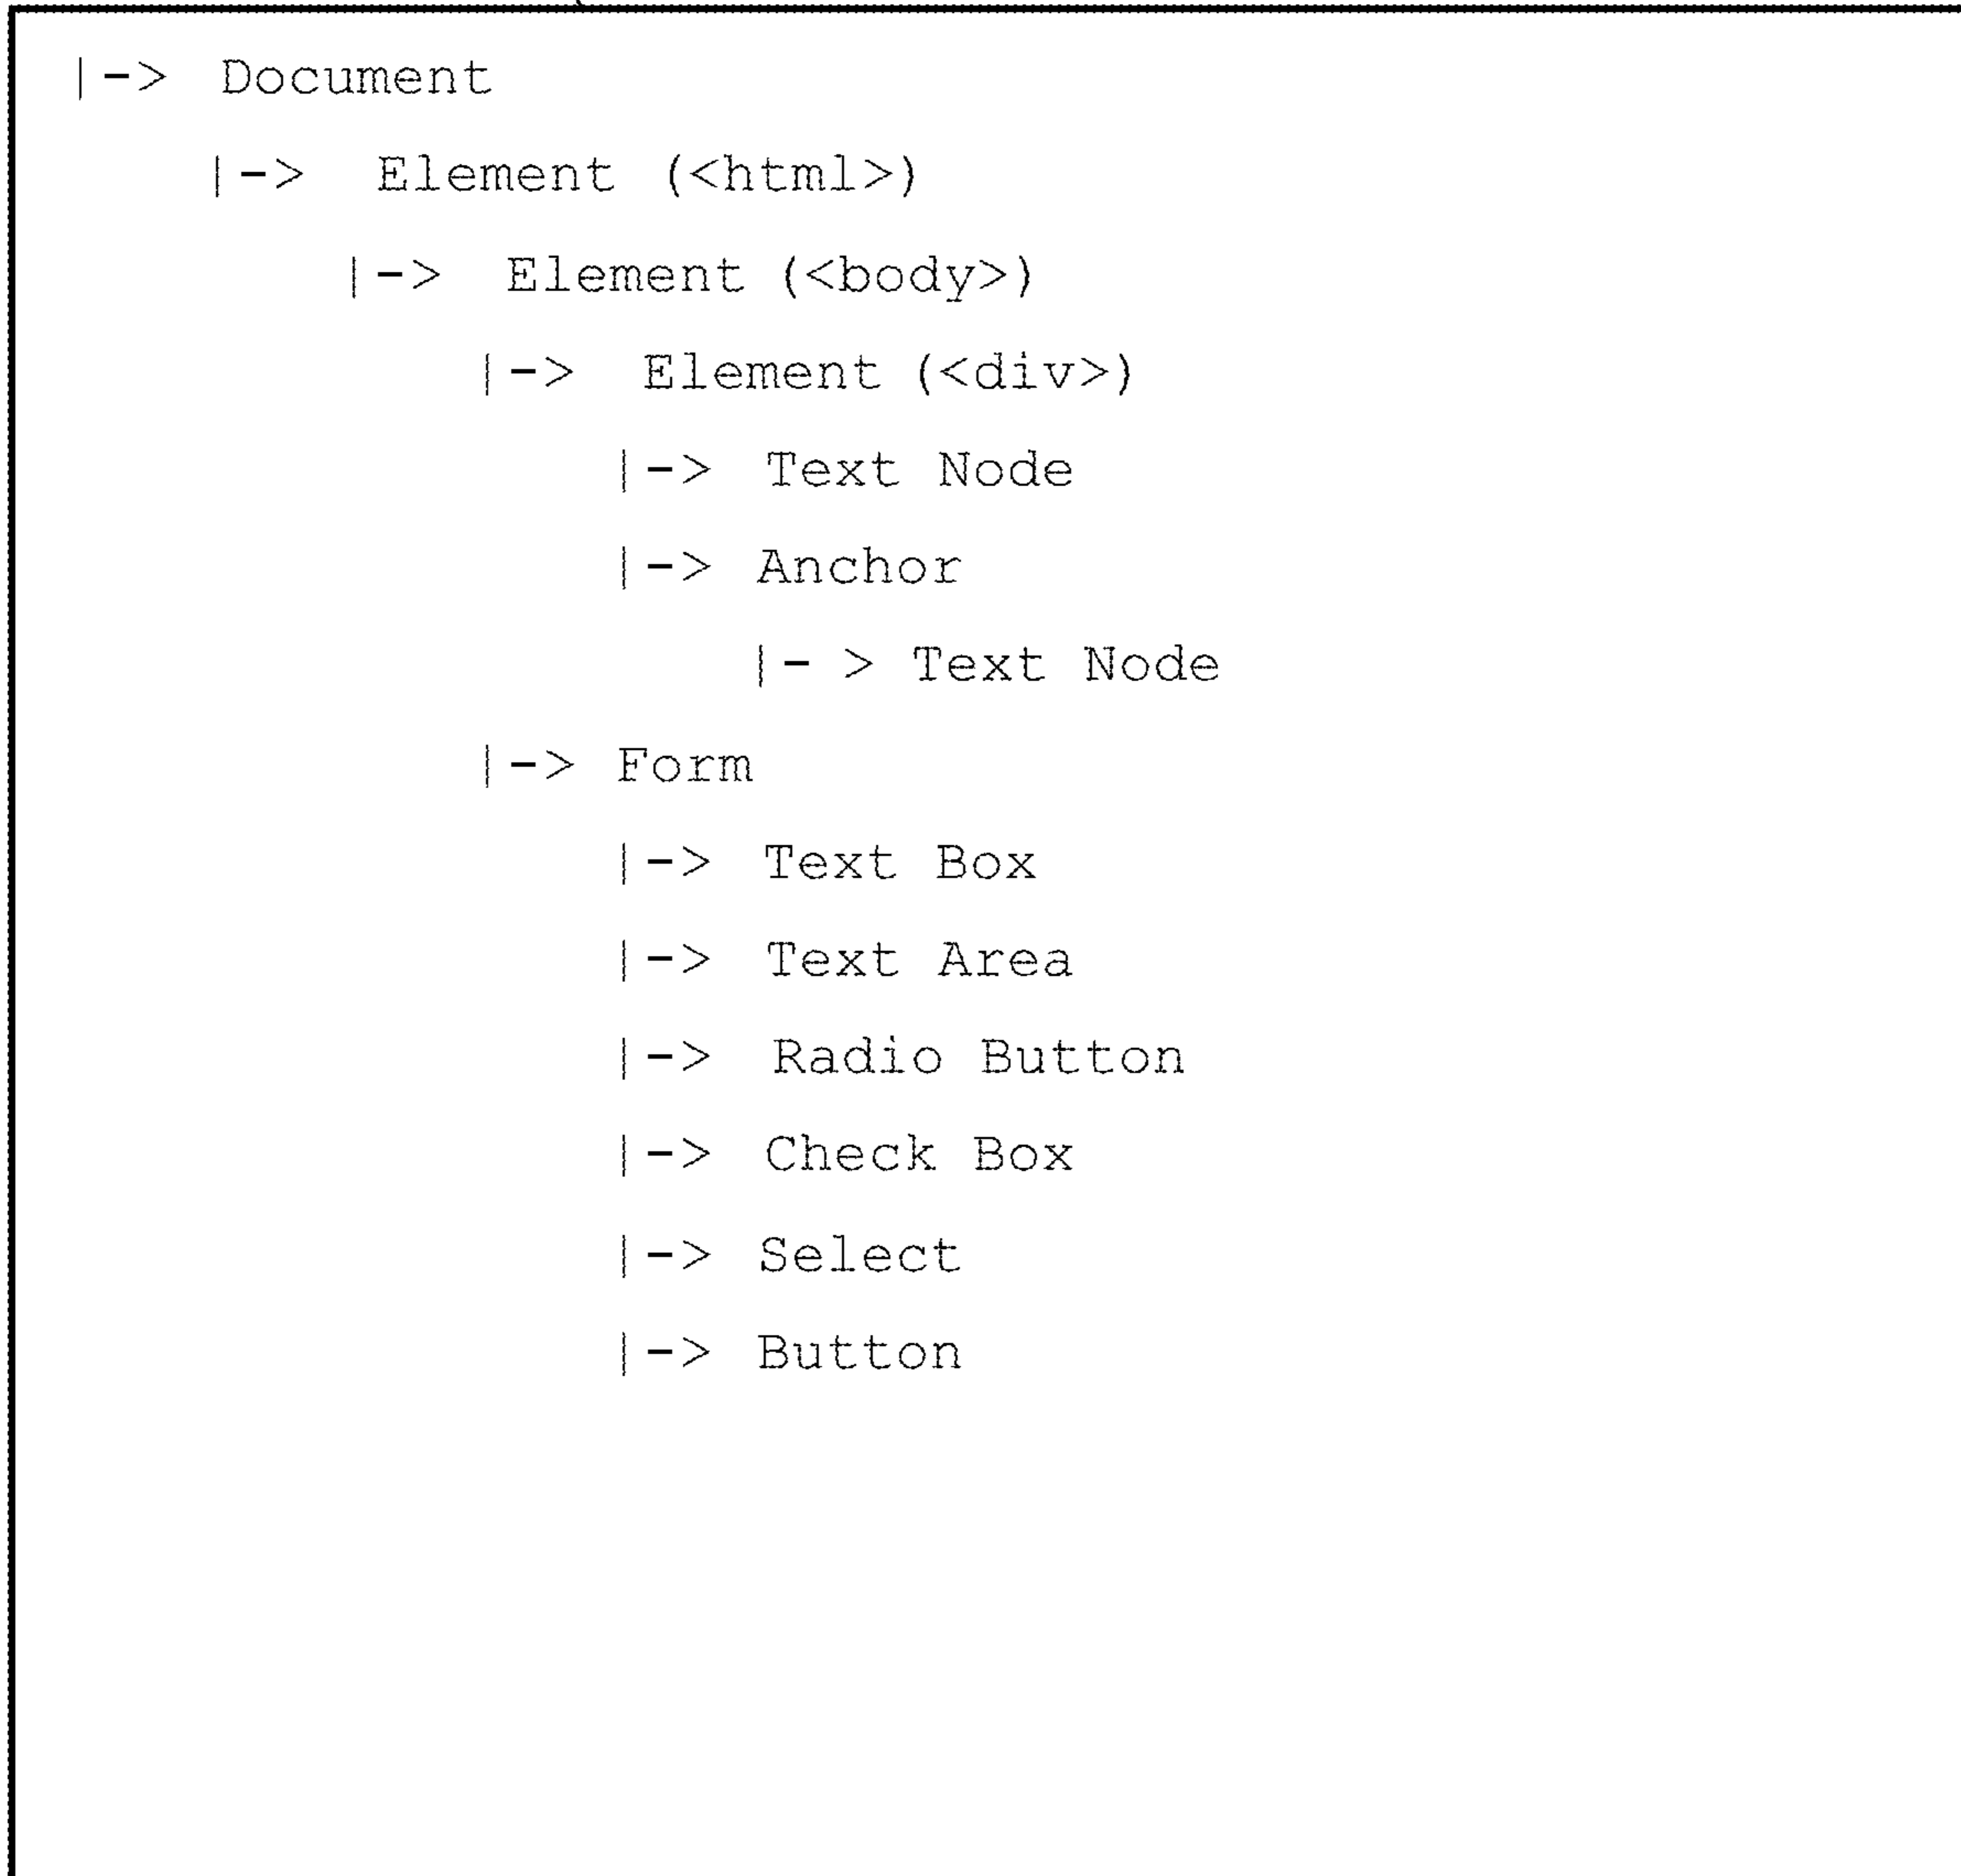 |-> Document
|-> Element (<html>)
|-> Element (<body>)
|-> Element (<div>)
|-> Text Node
|-> Anchor
|- > Text Node
|-> Form
|-> Text Box
|-> Text Area
|-> Radio Button
|-> Check Box
|-> Select
|-> Button